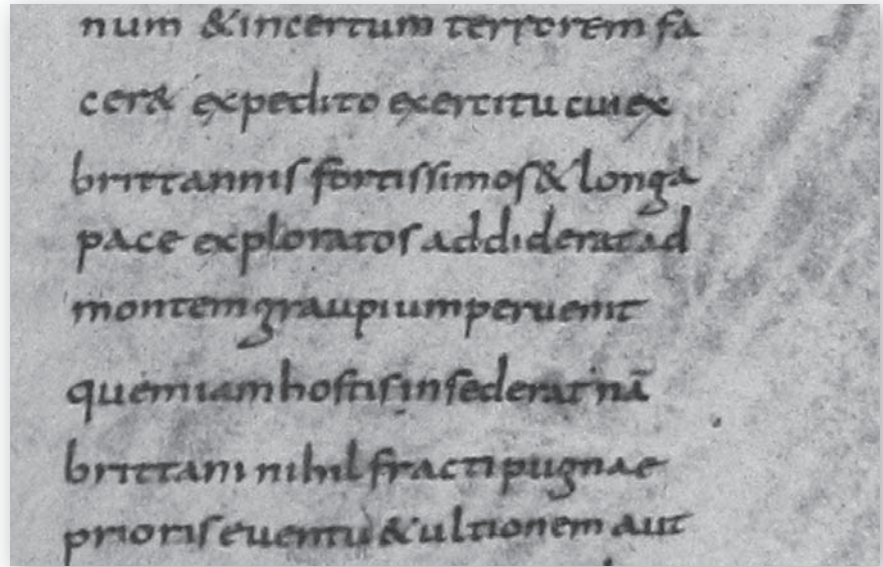 num &incertum terrorem fa
cer& expedito exercitu cui ex
brittannis fortissimos & longa
pace exploratos addiderat ad
montem graupium peruenit
quem iam hostis insederat nā
brittani nihil fracti pugnae
prioris euentu & ultionem aut